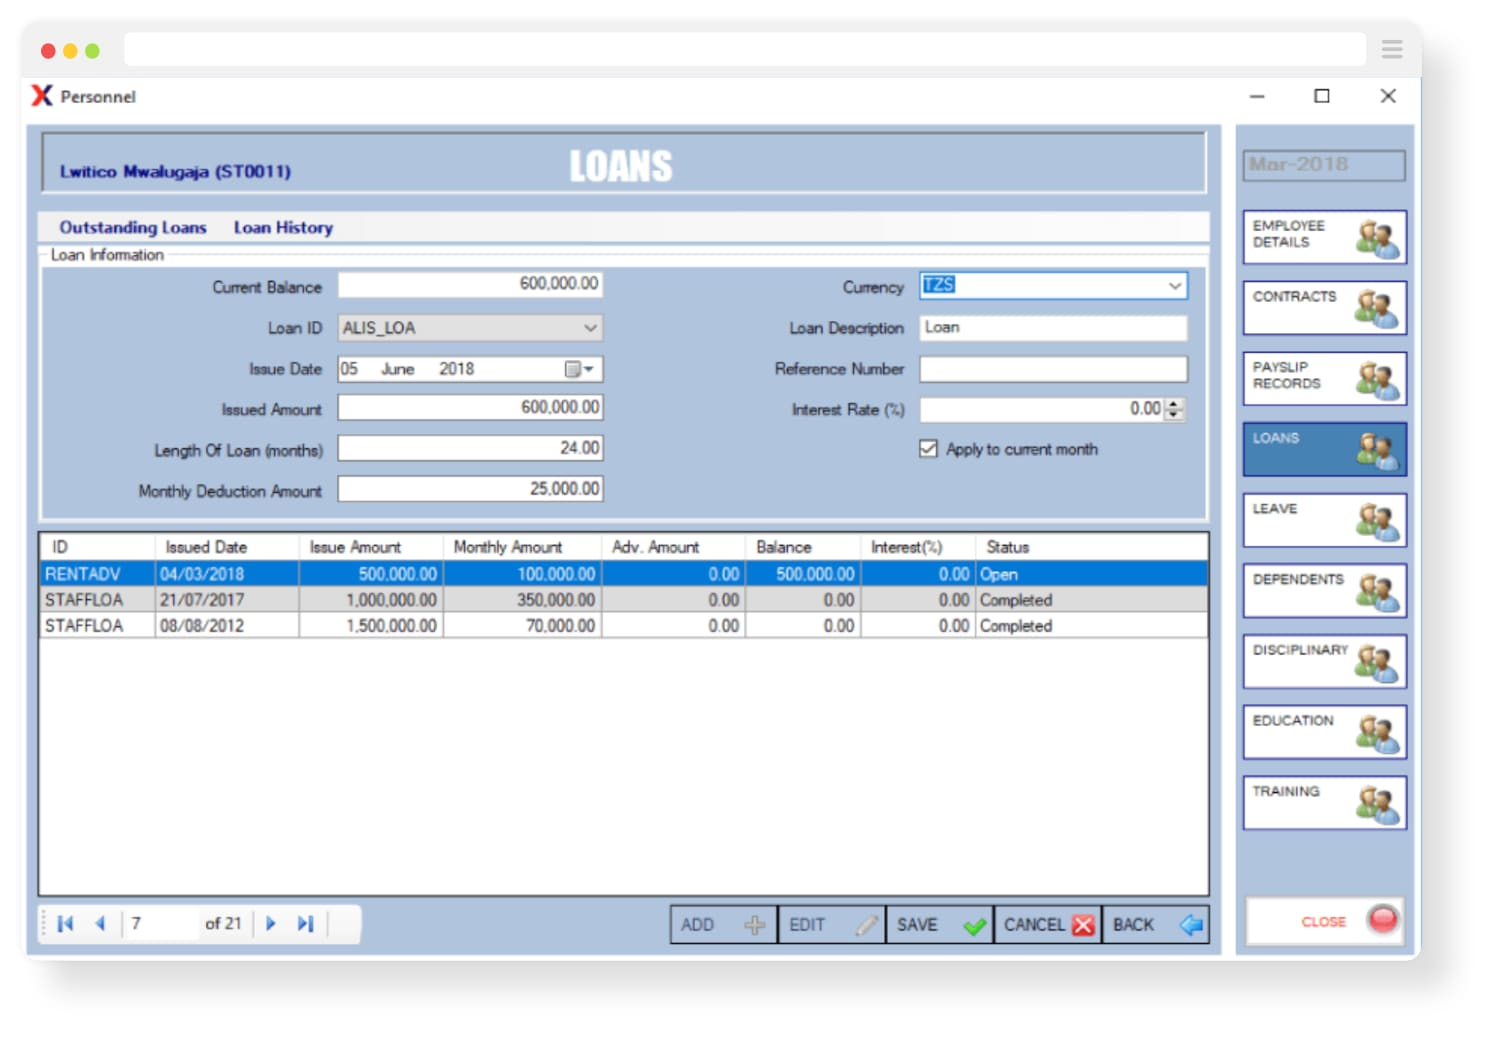 Personnel
Lwitico Mwalugaja (ST0011)
LOANS
Mar-2018
Outstanding Loans Loan History
Loan Information
Current Balance 600,000.00 Currency TZS
Loan ID ALIS_LOA Loan Description Loan
Issue Date 05 June 2018 Reference Number
Issued Amount 600,000.00 Interest Rate (%) 0.00
Length Of Loan (months) 24.00 Apply to current month
Monthly Deduction Amount 25,000.00
ID Issued Date Issue Amount Monthly Amount Adv. Amount Balance Interest(%) Status
RENTADV 04/03/2018 500,000.00 100,000.00 0.00 500,000.00 0.00 Open
STAFFLOA 21/07/2017 1,000,000.00 350,000.00 0.00 0.00 0.00 Completed
STAFFLOA 08/08/2012 1,500,000.00 70,000.00 0.00 0.00 0.00 Completed
7 of 21
ADD EDIT SAVE CANCEL BACK
EMPLOYEE
DETAILS
CONTRACTS
PAYSLIP
RECORDS
LOANS
LEAVE
DEPENDENTS
DISCIPLINARY
EDUCATION
TRAINING
CLOSE